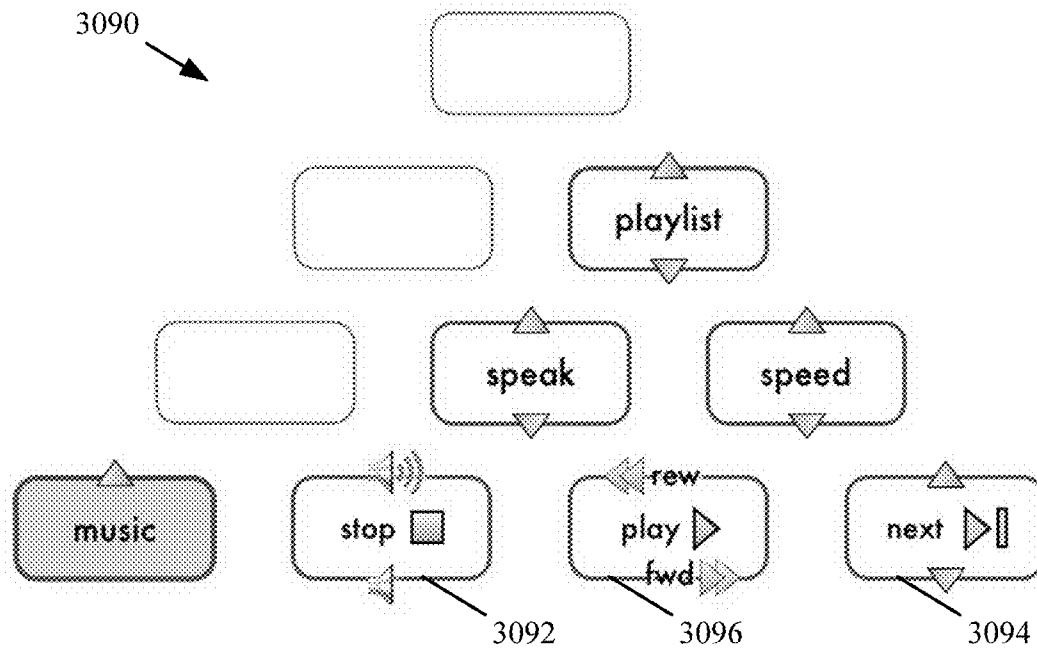 3090
playlist
speak
speed
music
stop
rew
play
fwd
next
3092
3096
3094